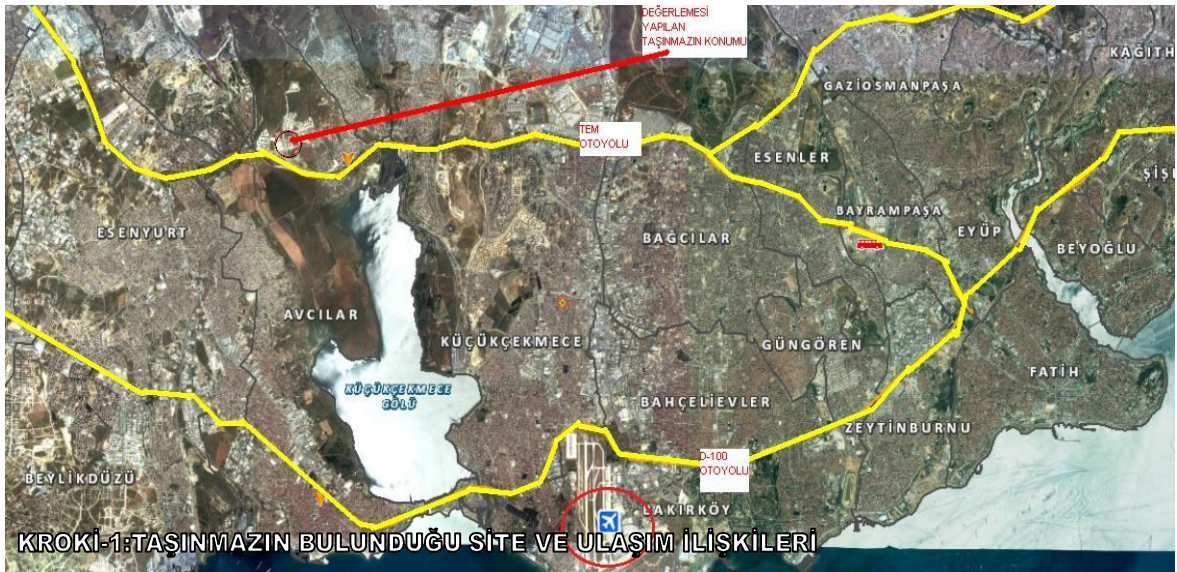 DEĞERLEMESİ
YAPILAN
TAŞINMAZIN KONUMU
KAĞITH
GAZİOSMANPAŞA
TEM
OTOYOLU
ESENLER
ŞİŞL
BAYRAMPAŞA
ESENYURT
BAĞCILAR
EYÜP
BEYOĞLU
AVCILAR
KÜÇÜKÇEKMECE
GÜNGÖREN
FATİH
KÜÇÜKÇEKMECE
GÖLÜ
BAHÇELİEVLER
ZEYTİNBURNU
D-100
OTOYOLU
BEYLİKDÜZÜ
BAKIRKÖY
KROKİ-1:TAŞINMAZIN BULUNDUĞU SİTE VE ULAŞIM İLİŞKİLERİ